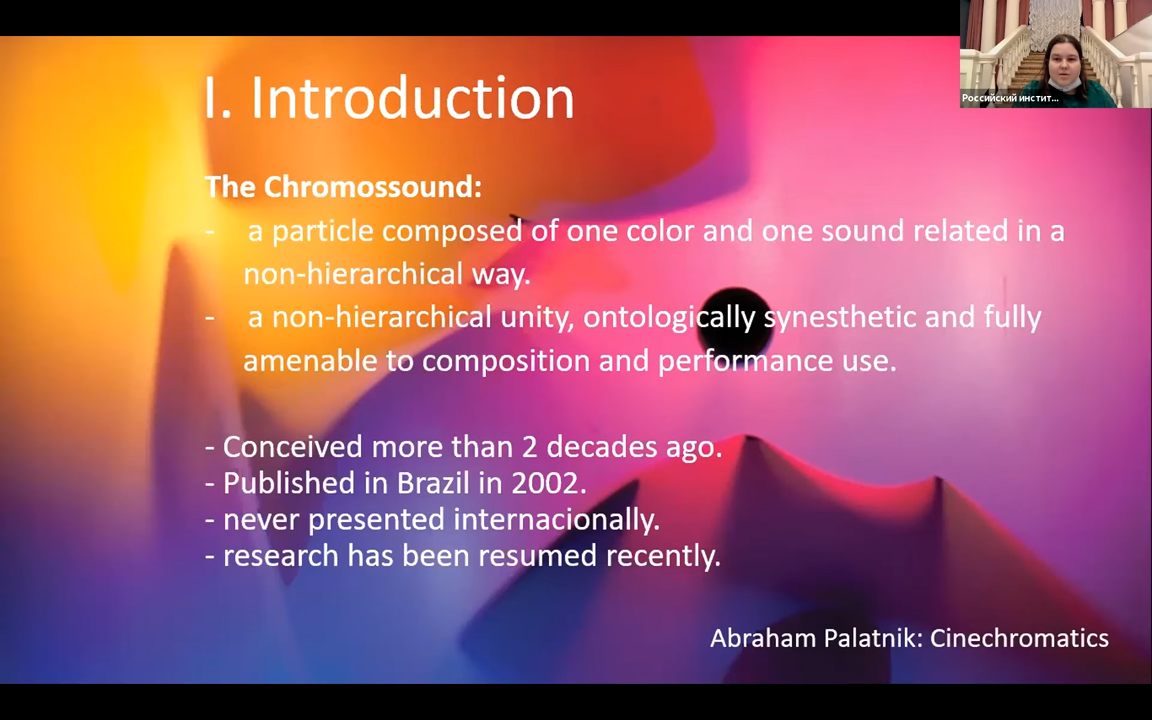 I. Introduction
Российский инстит...
The Chromossound:
- a particle composed of one color and one sound related in a
non-hierarchical way.
- a non-hierarchical unity, ontologically synesthetic and fully
amenable to composition and performance use.
- Conceived more than 2 decades ago.
- Published in Brazil in 2002.
- never presented internacionally.
- research has been resumed recently.
Abraham Palatnik: Cinechromatics